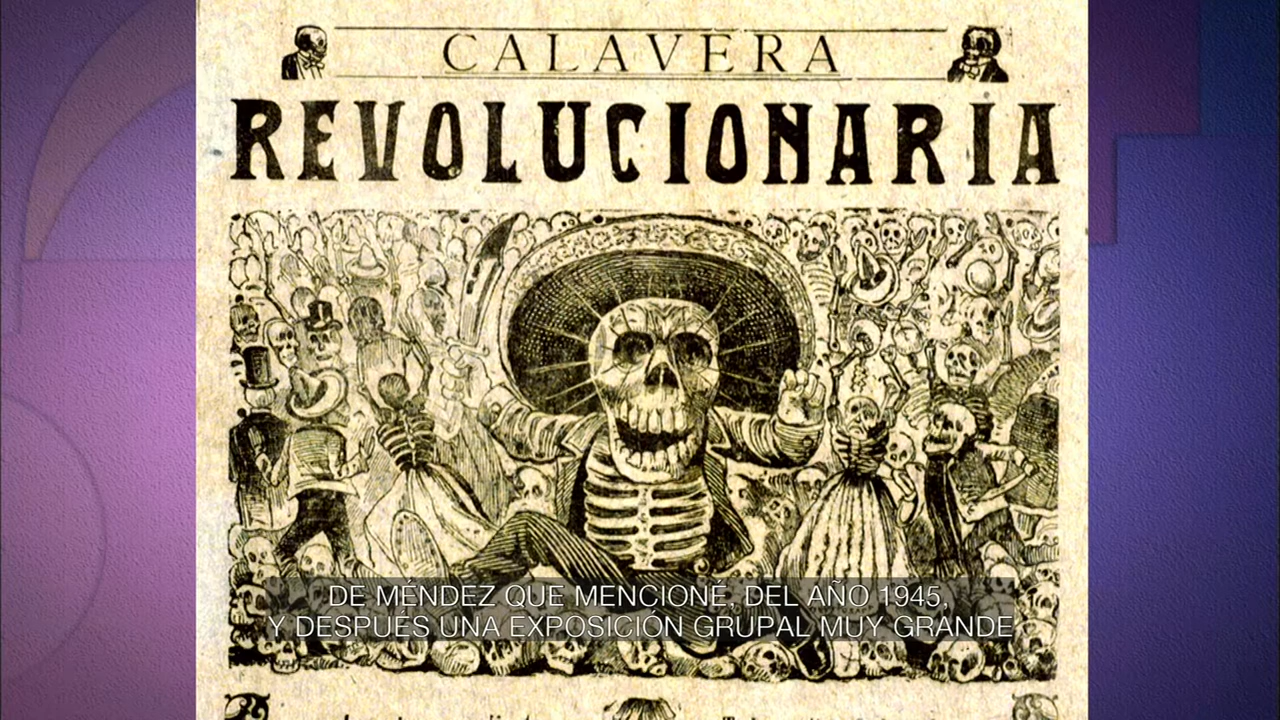 CALAVERA
REVOLUCIONARIA
DE MÉNDEZ QUE MENCIONÉ, DEL AÑO 1945,
Y DESPUÉS UNA EXPOSICIÓN GRUPAL MUY GRANDE